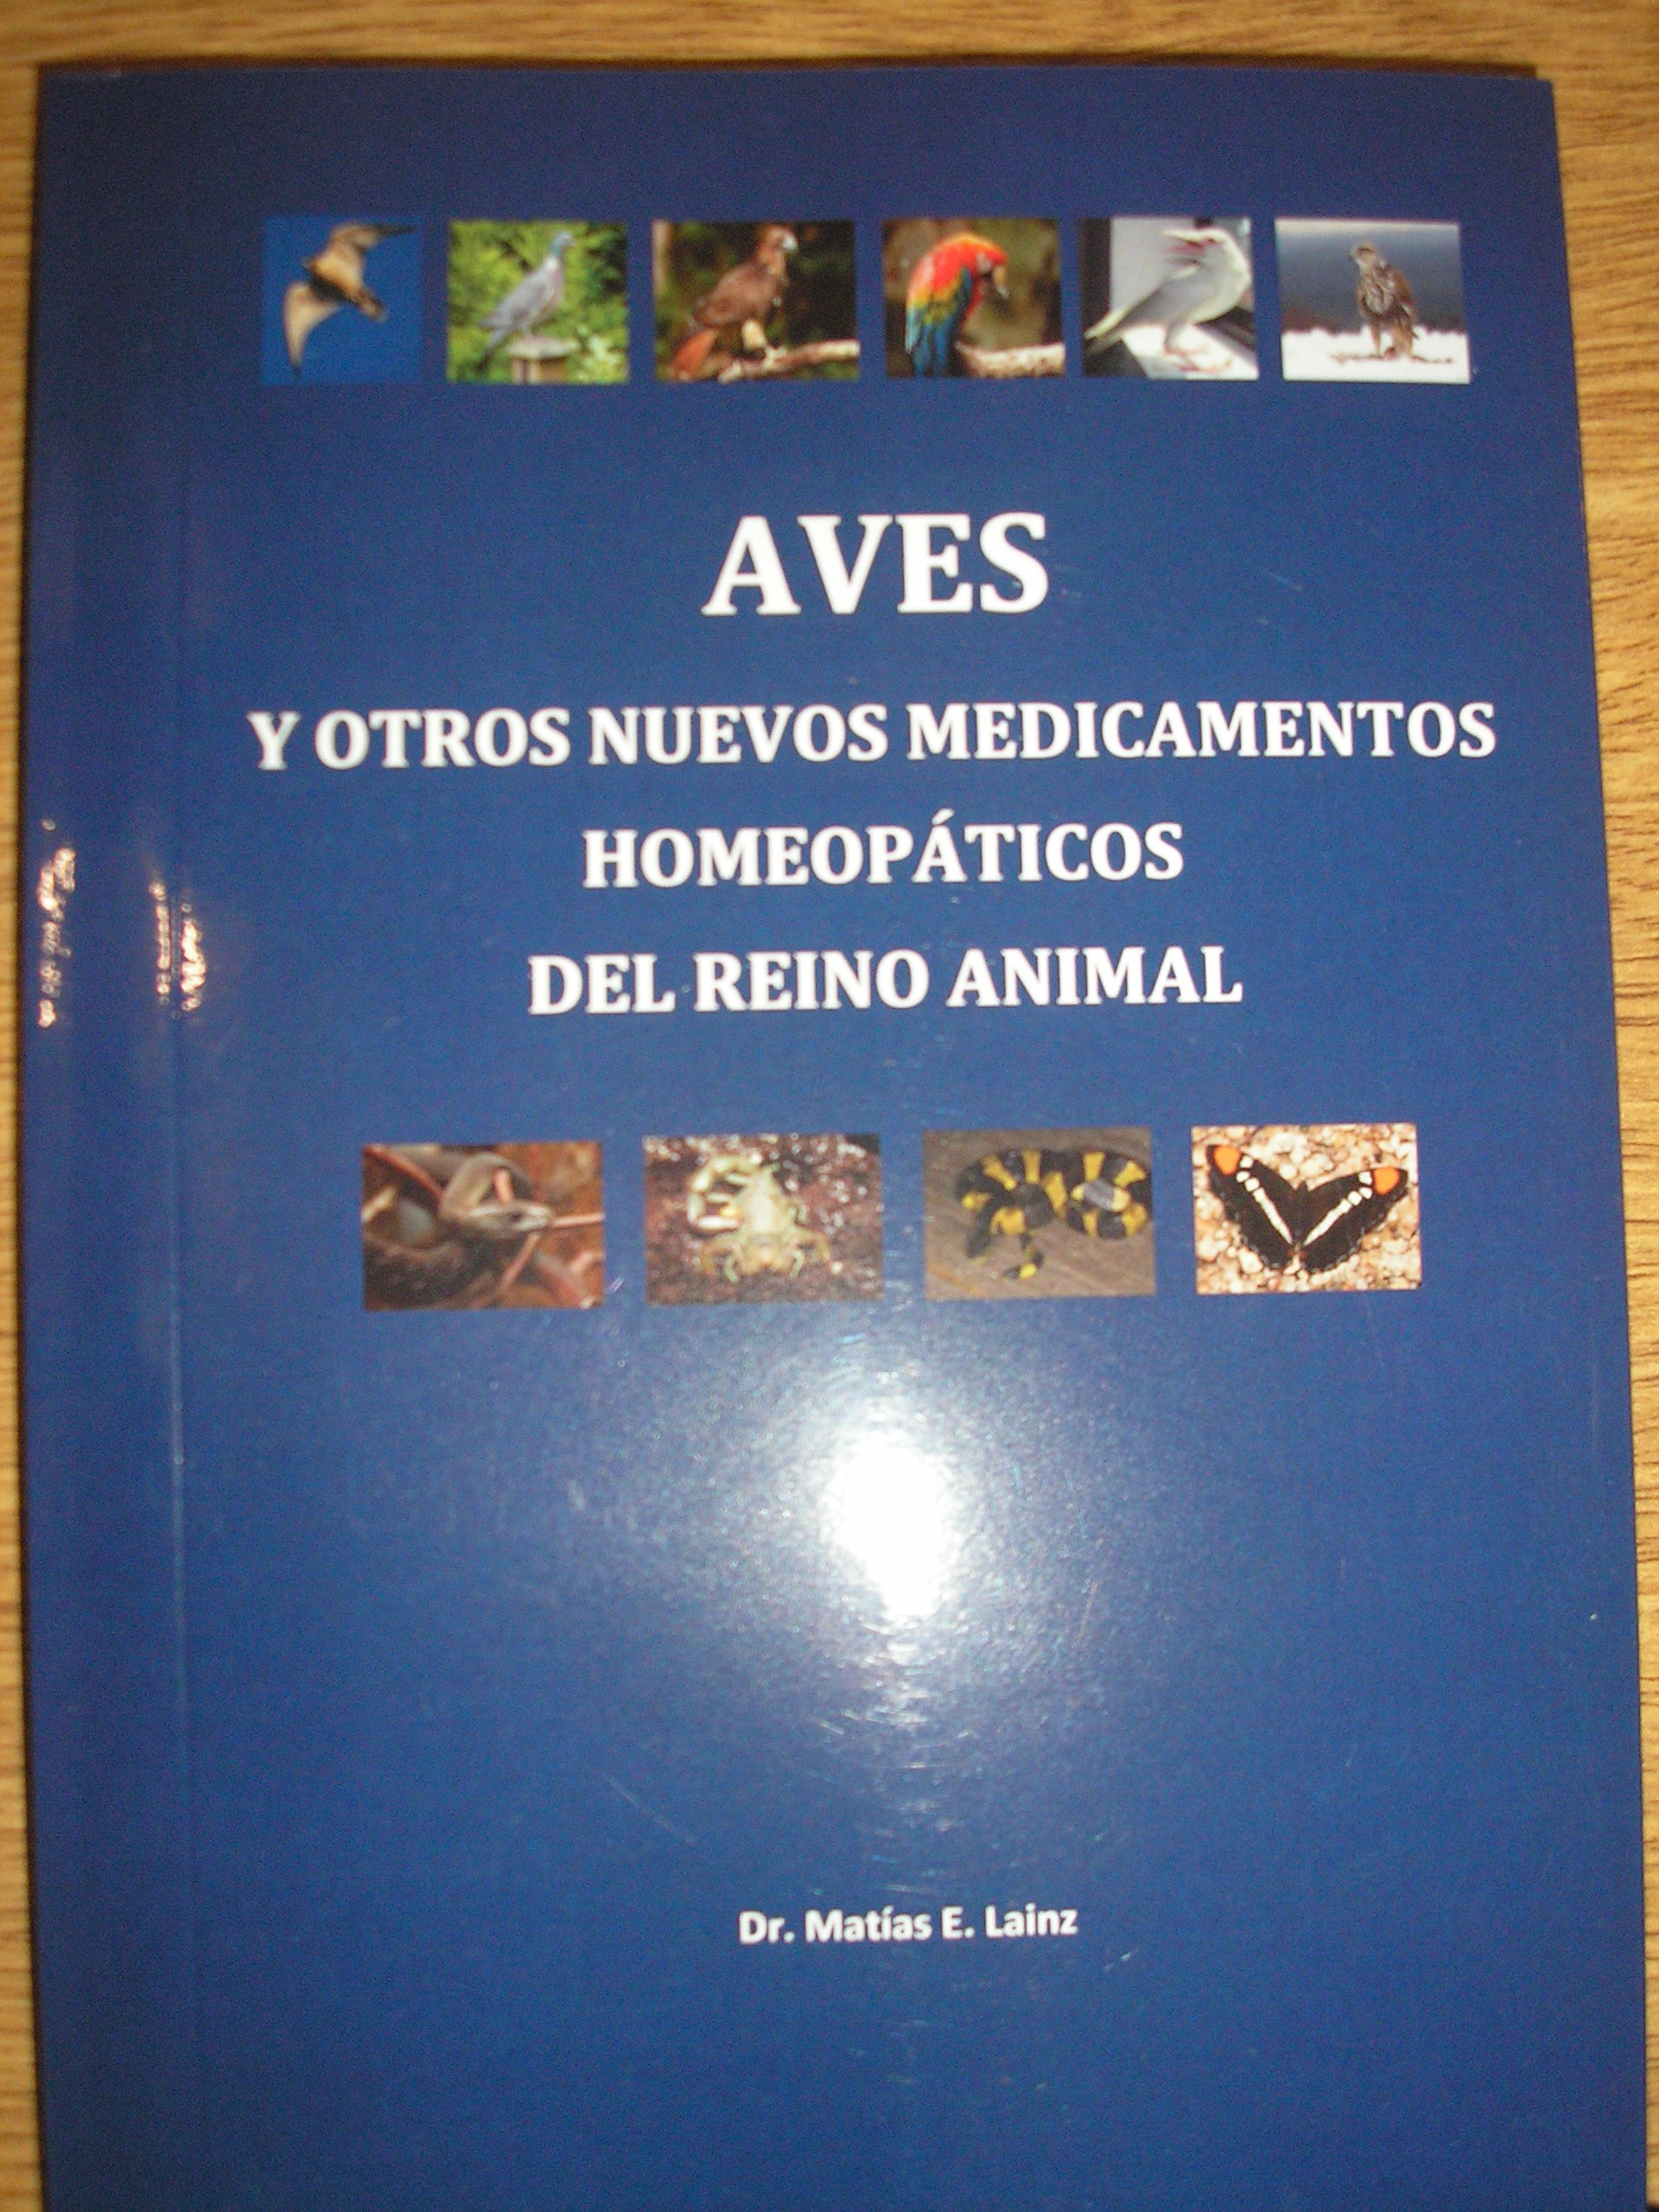 AVES
Y OTROS NUEVOS MEDICAMENTOS
HOMEOPÁTICOS
DEL REINO ANIMAL
Dr. Matías E. Lainz